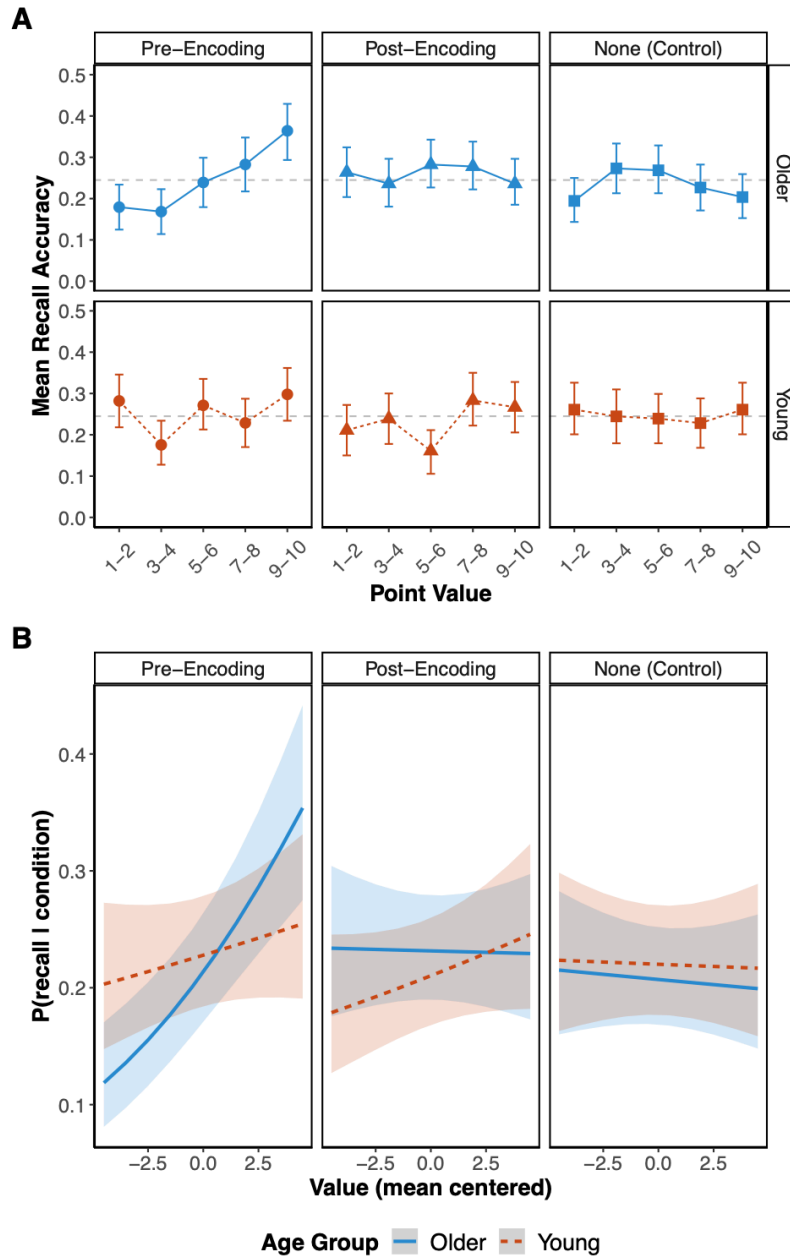 A
Pre−Encoding
Post−Encoding
None (Control)
Mean Recall Accuracy
0.5
0.4
0.3
0.2
0.1
0.0
Older
0.5
0.4
0.3
0.2
0.1
0.0
Young
1−2
3−4
5−6
7−8
9−10
1−2
3−4
5−6
7−8
9−10
1−2
3−4
5−6
7−8
9−10
Point Value
B
Pre−Encoding
Post−Encoding
None (Control)
P(recall | condition)
0.4
0.3
0.2
0.1
−2.5 0.0 2.5
−2.5 0.0 2.5
−2.5 0.0 2.5
Value (mean centered)
Age Group Older Young